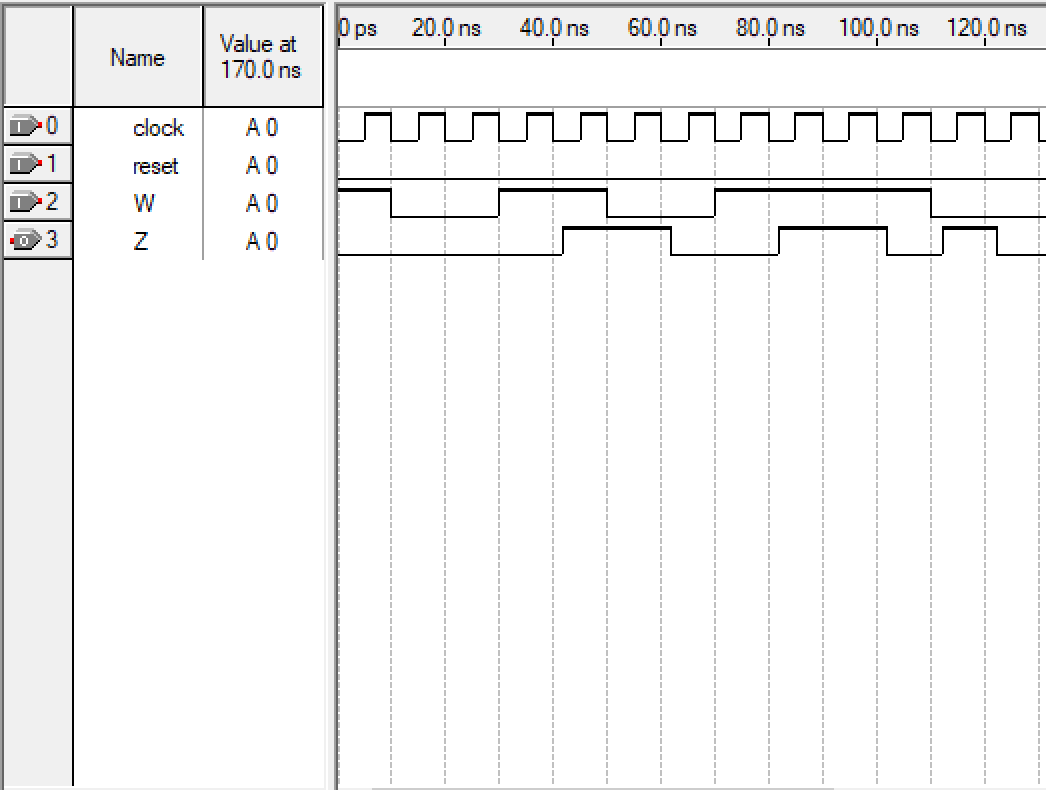 Name
Value at
170.0 ns
0 ps 20.0 ns 40.0 ns 60.0 ns 80.0 ns 100.0 ns 120.0 ns
I 0 clock A 0
I 1 reset A 0
I 2 W A 0
O 3 Z A 0